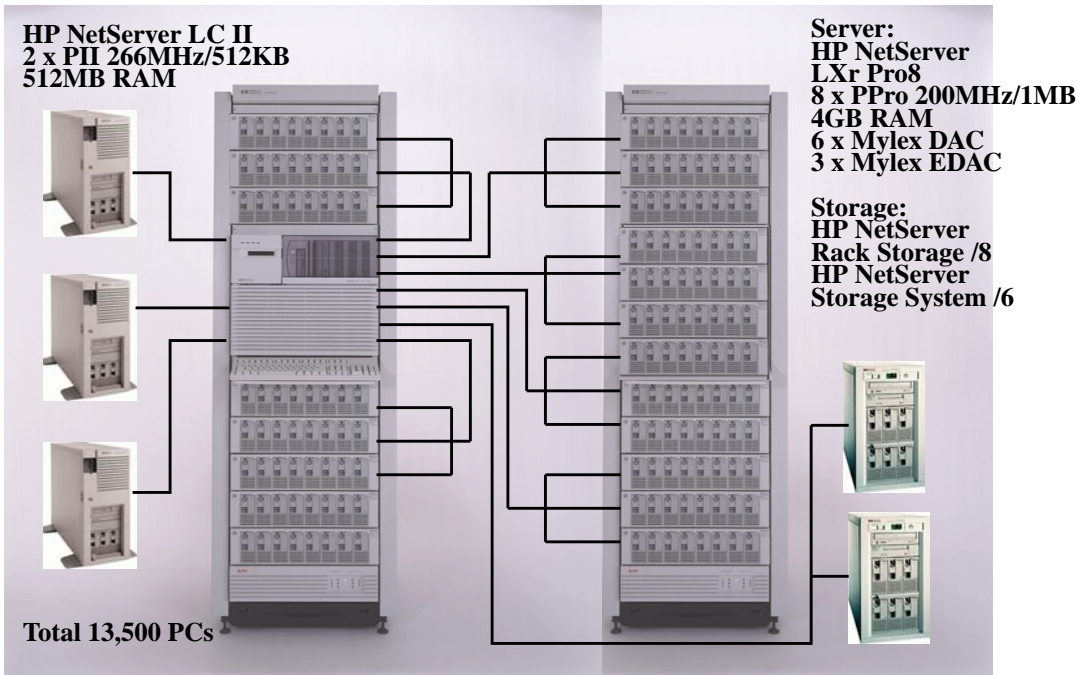 HP NetServer LC II
2 x PII 266MHz/512KB
512MB RAM
Total 13,500 PCs
Server:
HP NetServer
LXr Pro8
8 x PPro 200MHz/1MB
4GB RAM
6 x Mylex DAC
3 x Mylex EDAC
Storage:
HP NetServer
Rack Storage /8
HP NetServer
Storage System /6